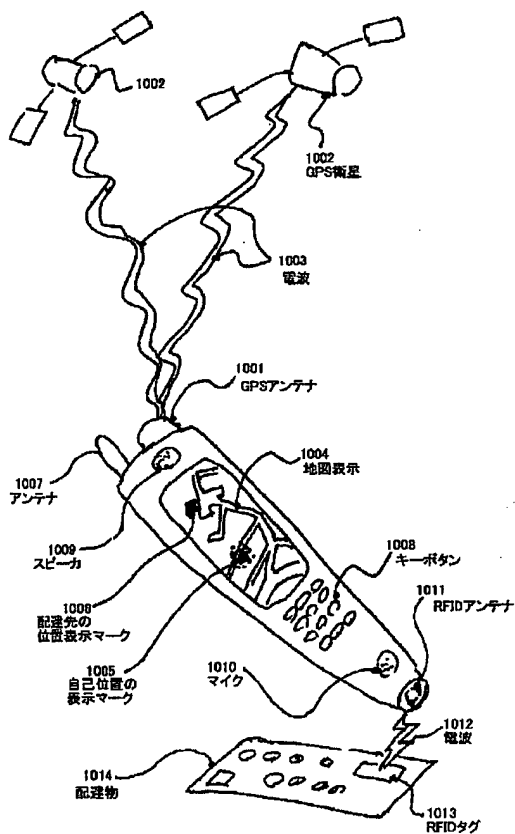 1002
1002
GPS衛星
1003
電波
1001
GPSアンテナ
1004
地図表示
1007
アンテナ
1009
スピーカ
1008
キーボタン
1006
配達先の
位置表示マーク
1011
RFIDアンテナ
1005
自己位置の
表示マーク
1010
マイク
1012
電波
1014
配達物
1013
RFIDタグ